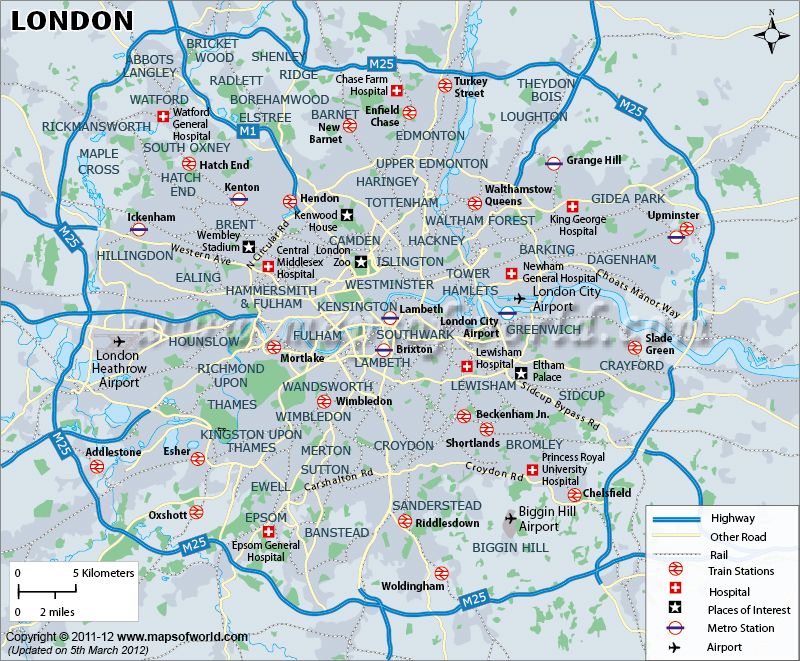 LONDON
N
BRICKET
WOOD
ABBOTS
LANGLEY
SHENLEY
RIDGE
M25
RADLETT
Chase Farm
Hospital
Turkey
Street
THEYDON
BOIS
M25
WATFORD
BOREHAMWOOD
Watford
General
Hospital
ELSTREE
BARNET
Enfield
Chase
LOUGHTON
RICKMANSWORTH
M1
New
Barnet
EDMONTON
SOUTH OXNEY
MAPLE
CROSS
Hatch End
UPPER EDMONTON
Grange Hill
HATCH
END
Kenton
HARINGEY
Hendon
TOTTENHAM
Walthamstow
Queens
GIDEA PARK
Ickenham
Kenwood
House
WALTHAM FOREST
King George
Hospital
Upminster
BRENT
Wembley
Stadium
N Circular Rd
CAMDEN
HACKNEY
M25
HILLINGDON
Western Ave
Central
Middlesex
Hospital
London
Zoo
ISLINGTON
BARKING
DAGENHAM
EALING
WESTMINSTER
TOWER
HAMLETS
Newham
General Hospital
Choats Manor Way
HAMMERSMITH
& FULHAM
KENSINGTON
London City
Airport
Lambeth
London City
Airport
GREENWICH
HOUNSLOW
FULHAM
SOUTHWARK
London
Heathrow
Airport
Mortlake
Brixton
Lewisham
Hospital
Slade
Green
RICHMOND
UPON
THAMES
LAMBETH
Eltham
Palace
CRAYFORD
WANDSWORTH
LEWISHAM
Sidcup Bypass Rd
SIDCUP
Wimbledon
WIMBLEDON
Beckenham Jn.
KINGSTON UPON
THAMES
Shortlands
M25
Addlestone
Esher
MERTON
CROYDON
BROMLEY
SUTTON
Princess Royal
University
Hospital
Carshalton Rd
Croydon Rd
EWELL
Chelsfield
Oxshott
EPSOM
SANDERSTEAD
Riddlesdown
Biggin Hill
Airport
Epsom General
Hospital
BANSTEAD
BIGGIN HILL
M25
Woldingham
M25
0 5 Kilometers
0 2 miles
Copyright © 2011-12 www.mapsofworld.com
(Updated on 5th March 2012)
Highway
Other Road
Rail
Train Stations
Hospital
Places of Interest
Metro Station
Airport